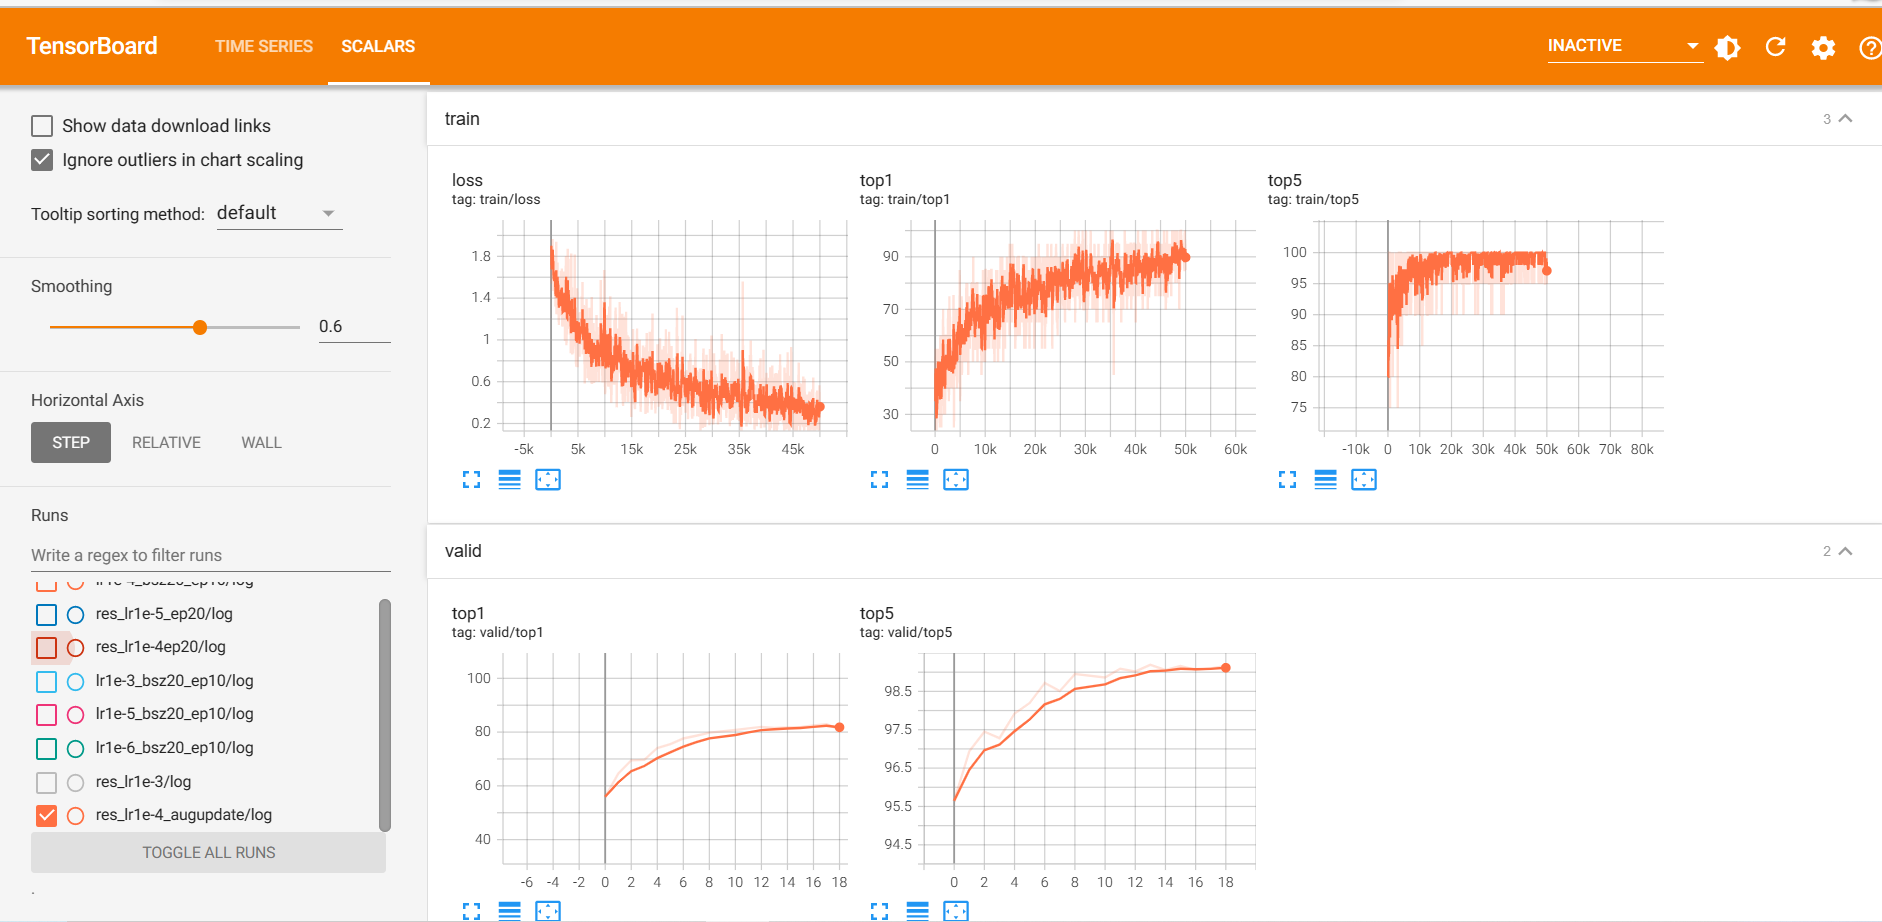 TensorBoard
TIME SERIES
SCALARS
INACTIVE
Show data download links
Ignore outliers in chart scaling
Tooltip sorting method: default
Smoothing
0.6
Horizontal Axis
STEP RELATIVE WALL
Runs
Write a regex to filter runs
lr1e-4_bsz20_ep10/log
res_lr1e-5_ep20/log
res_lr1e-4ep20/log
lr1e-3_bsz20_ep10/log
lr1e-5_bsz20_ep10/log
lr1e-6_bsz20_ep10/log
res_lr1e-3/log
res_lr1e-4_augupdate/log
TOGGLE ALL RUNS
train
3
loss
tag: train/loss
1.8
1.4
1
0.6
0.2
-5k 5k 15k 25k 35k 45k
top1
tag: train/top1
90
70
50
30
0 10k 20k 30k 40k 50k 60k
top5
tag: train/top5
100
95
90
85
80
75
-10k 0 10k 20k 30k 40k 50k 60k 70k 80k
valid
2
top1
tag: valid/top1
100
80
60
40
-6 -4 -2 0 2 4 6 8 10 12 14 16 18
top5
tag: valid/top5
98.5
97.5
96.5
95.5
94.5
0 2 4 6 8 10 12 14 16 18